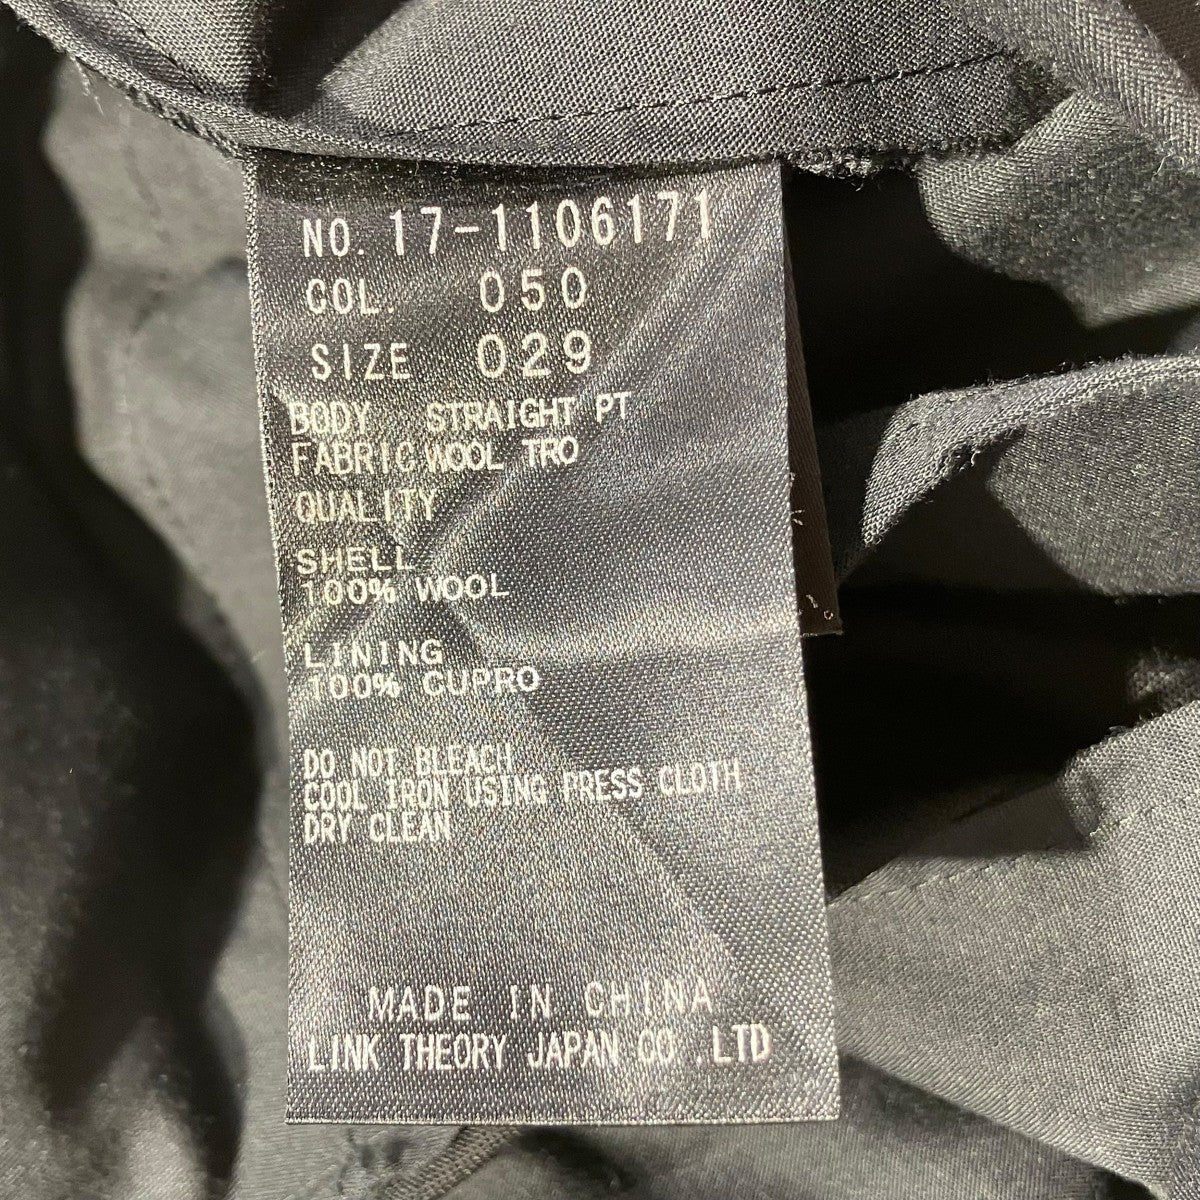 NO. 17-1106171
COL. 050
SIZE 029
BODY STRAIGHT PT
FABRIC WOOL TRO
QUALITY
SHELL
100% WOOL
LINING
100% CUPRO
DO NOT BLEACH
COOL IRON USING PRESS CLOTH
DRY CLEAN
MADE IN CHINA
LINK THEORY JAPAN CO.,LTD